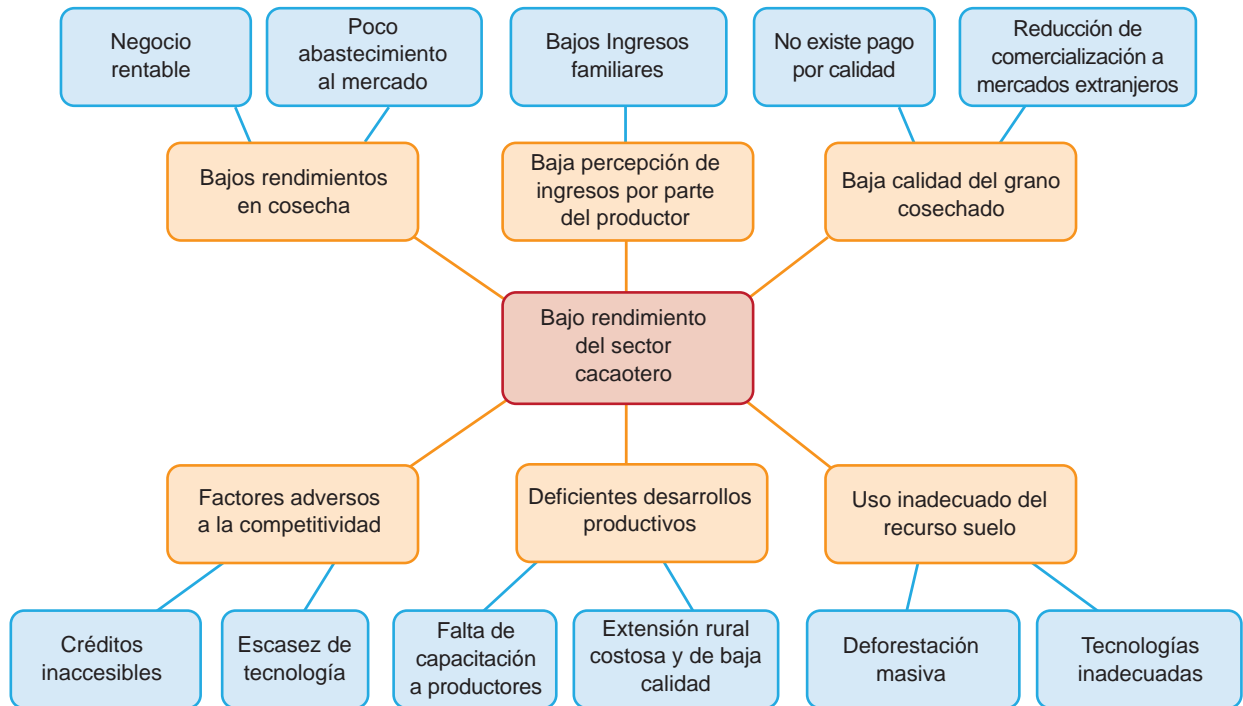 Negocio
rentable
Poco
abastecimiento
al mercado
Bajos Ingresos
familiares
No existe pago
por calidad
Reducción de
comercialización a
mercados extranjeros
Bajos rendimientos
en cosecha
Baja percepción de
ingresos por parte
del productor
Baja calidad del grano
cosechado
Bajo rendimiento
del sector
cacaotero
Factores adversos
a la competitividad
Deficientes desarrollos
productivos
Uso inadecuado del
recurso suelo
Créditos
inaccesibles
Escasez de
tecnología
Falta de
capacitación
a productores
Extensión rural
costosa y de baja
calidad
Deforestación
masiva
Tecnologías
inadecuadas